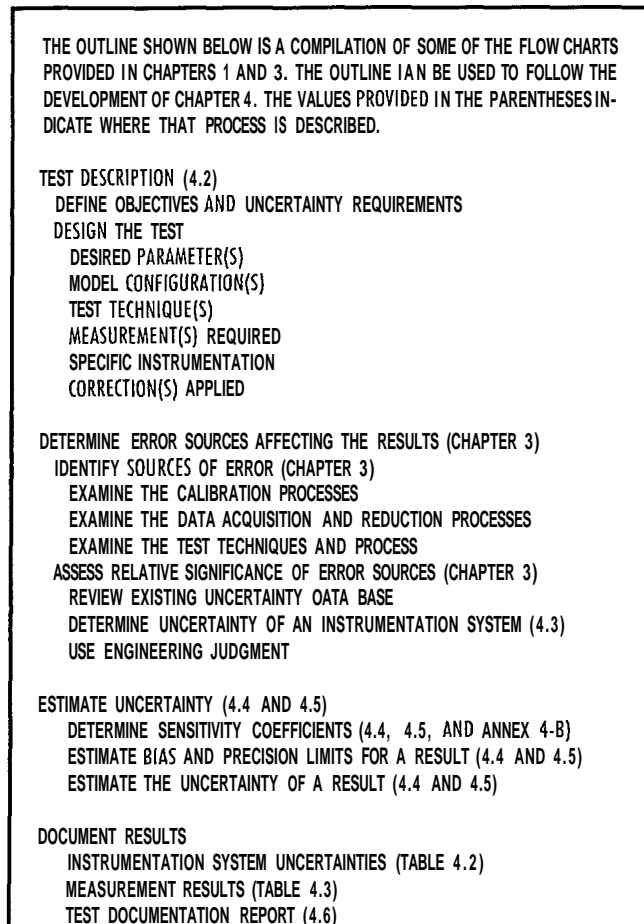 THE OUTLINE SHOWN BELOW IS A COMPILATION OF SOME OF THE FLOW CHARTS
PROVIDED IN CHAPTERS 1 AND 3. THE OUTLINE IAN BE USED TO FOLLOW THE
DEVELOPMENT OF CHAPTER 4. THE VALUES PROVIDED IN THE PARENTHESES IN-
DICATE WHERE THAT PROCESS IS DESCRIBED.
TEST DESCRIPTION (4.2)
DEFINE OBJECTIVES AND UNCERTAINTY REQUIREMENTS
DESIGN THE TEST
DESIRED PARAMETER(S)
MODEL CONFIGURATION(S)
TEST TECHNIQUE(S)
MEASUREMENT(S) REQUIRED
SPECIFIC INSTRUMENTATION
CORRECTION(S) APPLIED
DETERMINE ERROR SOURCES AFFECTING THE RESULTS (CHAPTER 3)
IDENTIFY SOURCES OF ERROR (CHAPTER 3)
EXAMINE THE CALIBRATION PROCESSES
EXAMINE THE DATA ACQUISITION AND REDUCTION PROCESSES
EXAMINE THE TEST TECHNIQUES AND PROCESS
ASSESS RELATIVE SIGNIFICANCE OF ERROR SOURCES (CHAPTER 3)
REVIEW EXISTING UNCERTAINTY OATA BASE
DETERMINE UNCERTAINTY OF AN INSTRUMENTATION SYSTEM (4.3)
USE ENGINEERING JUDGMENT
ESTIMATE UNCERTAINTY (4.4 AND 4.5)
DETERMINE SENSITIVITY COEFFICIENTS (4.4, 4.5, AND ANNEX 4-B)
ESTIMATE BIAS AND PRECISION LIMITS FOR A RESULT (4.4 AND 4.5)
ESTIMATE THE UNCERTAINTY OF A RESULT (4.4 AND 4.5)
DOCUMENT RESULTS
INSTRUMENTATION SYSTEM UNCERTAINTIES (TABLE 4.2)
MEASUREMENT RESULTS (TABLE 4.3)
TEST DOCUMENTATION REPORT (4.6)